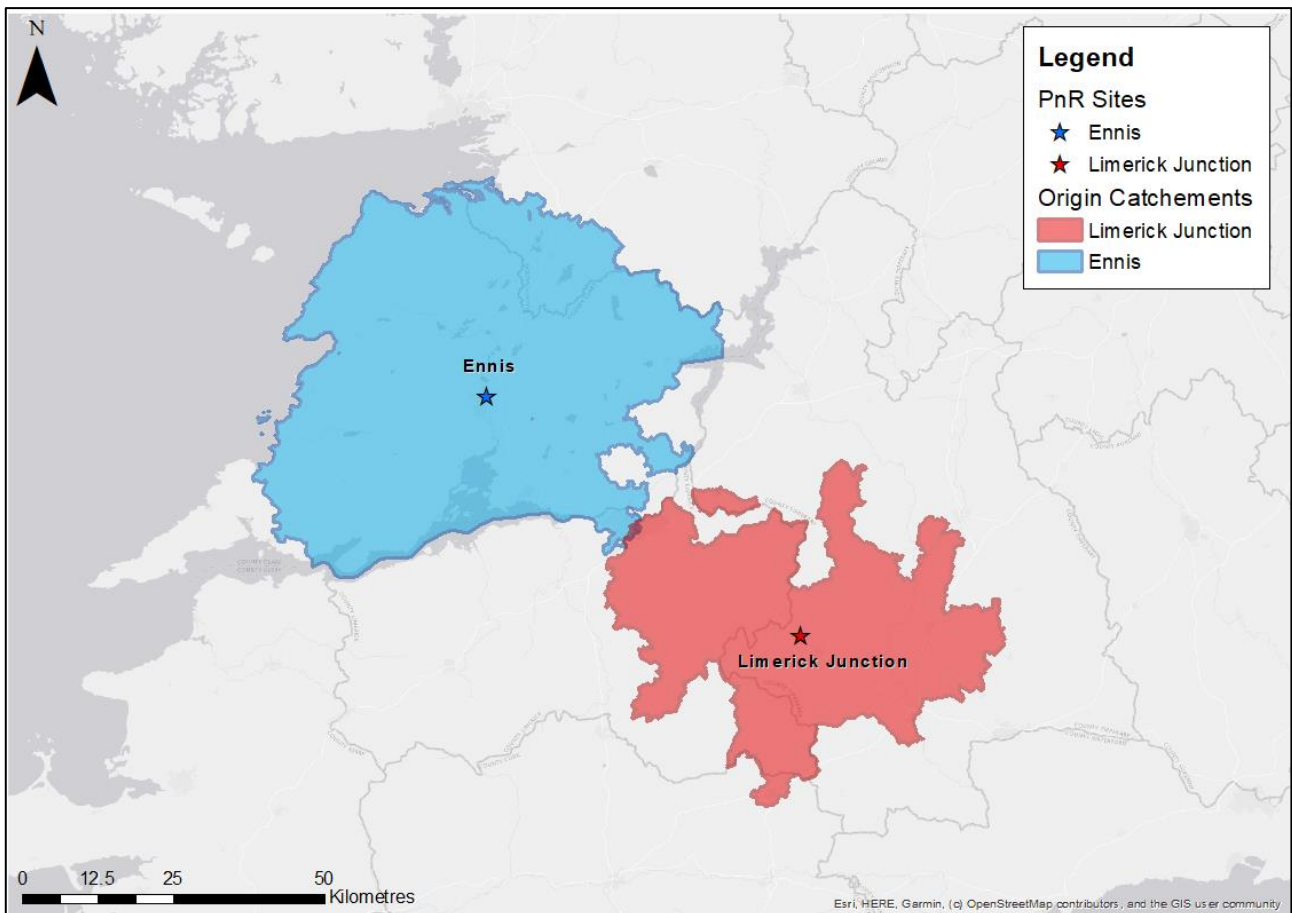 N
Legend
PnR Sites
Ennis
Limerick Junction
Origin Catchements
Limerick Junction
Ennis
Ennis
Limerick Junction
0 12.5 25 50
Kilometres
Esri, HERE, Garmin, (c) OpenStreetMap contributors, and the GIS user community